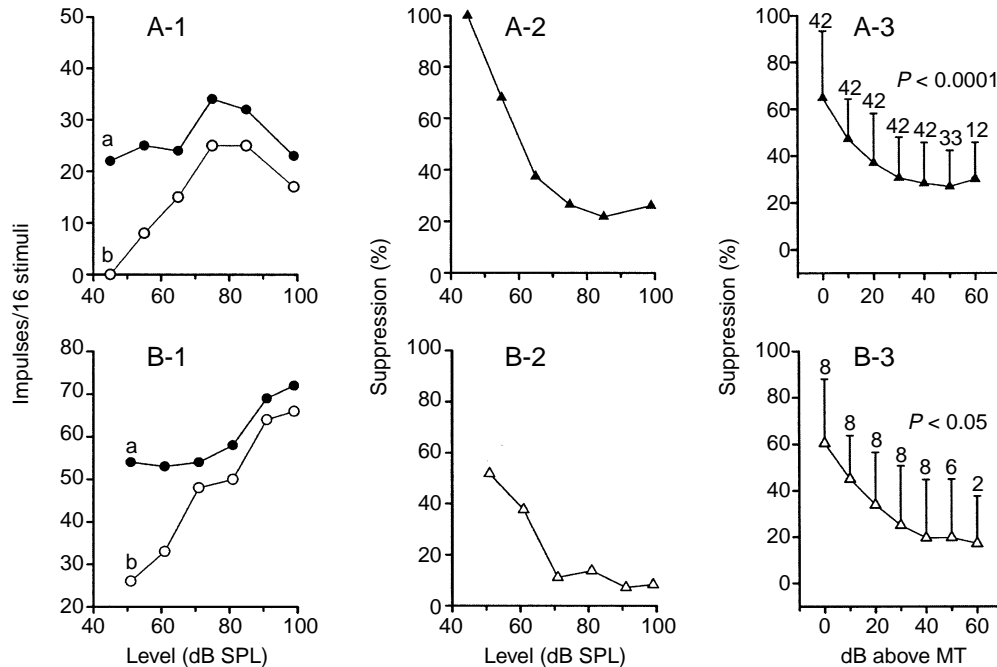 A-1
50
40
30
20
10
0
a
b
40 60 80 100
Impulses/16 stimuli
A-2
100
80
60
40
20
0
40 60 80 100
Suppression (%)
A-3
100
80
60
40
20
0
42
42
42
42 42 33 12
P < 0.0001
0 20 40 60
Suppression (%)
B-1
80
70
60
50
40
30
20
a
b
40 60 80 100
Level (dB SPL)
B-2
100
80
60
40
20
0
40 60 80 100
Level (dB SPL)
B-3
100
80
60
40
20
0
8
8
8
8
8
6
2
P < 0.05
0 20 40 60
dB above MT